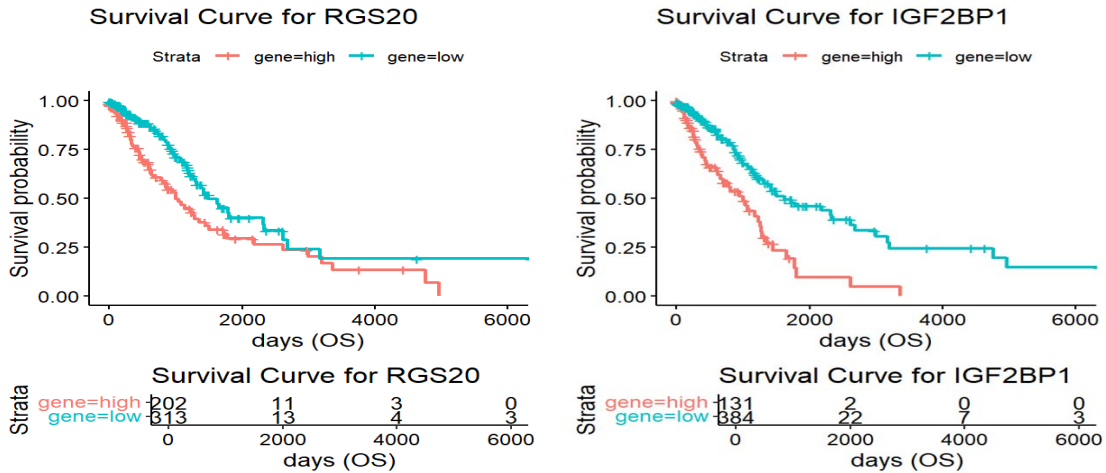 Survival Curve for RGS20
Strata gene=high gene=low
Survival probability
1.00
0.75
0.50
0.25
0.00
0 2000 4000 6000
days (OS)
Survival Curve for RGS20
Strata
gene=high 202 11 3 0
gene=low 313 13 4 3
0 2000 4000 6000
days (OS)
Survival Curve for IGF2BP1
Strata gene=high gene=low
Survival probability
1.00
0.75
0.50
0.25
0.00
0 2000 4000 6000
days (OS)
Survival Curve for IGF2BP1
Strata
gene=high 131 2 0 0
gene=low 384 22 7 3
0 2000 4000 6000
days (OS)